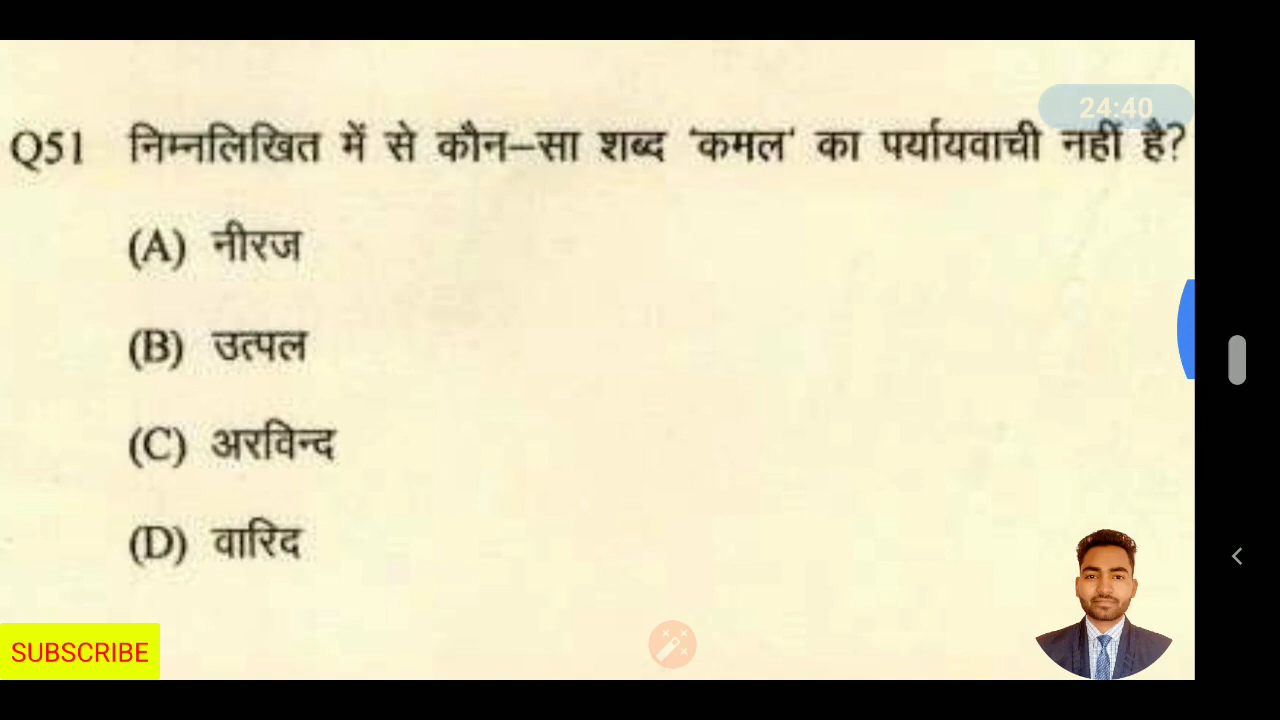 24:40
Q51 निम्नलिखित में से कौन–सा शब्द 'कमल' का पर्यायवाची नहीं है?
(A) नीरज
(B) उत्पल
(C) अरविन्द
(D) वारिद
SUBSCRIBE